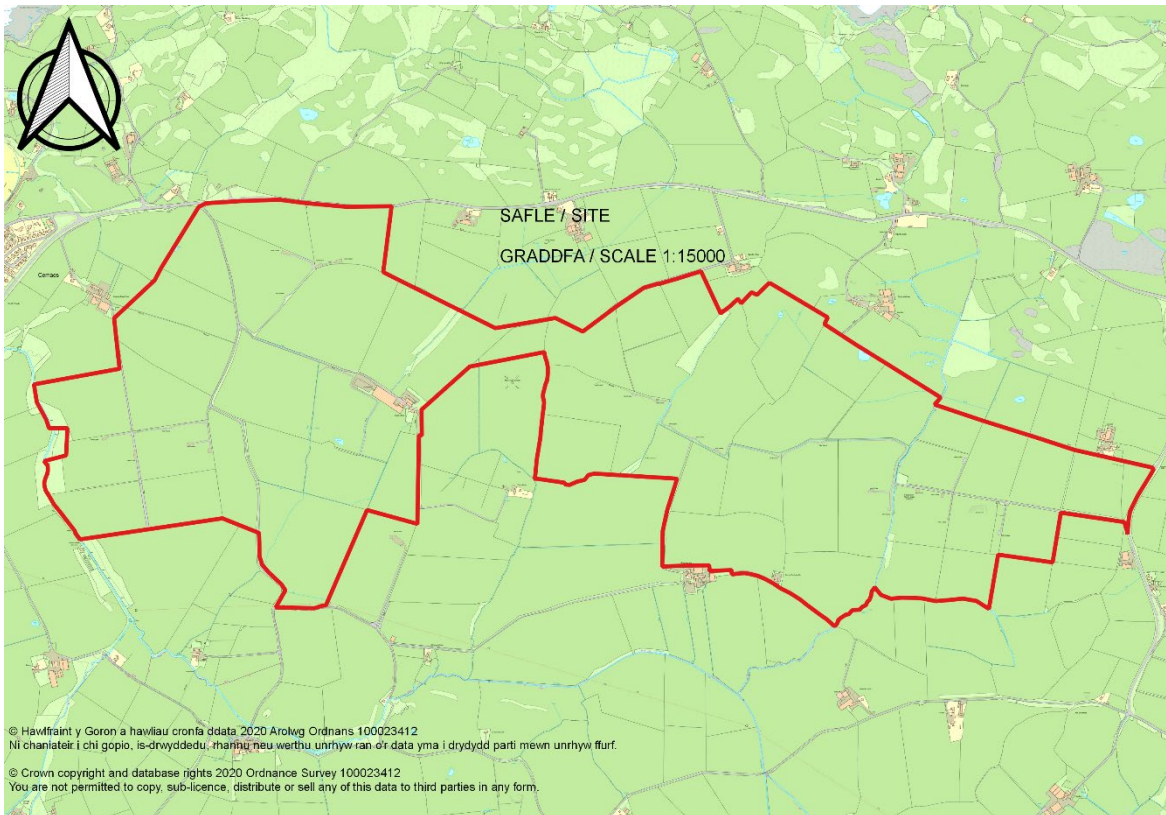 SAFLE / SITE
GRADDFA / SCALE 1:15000
Cemaes
© Hawlfraint y Goron a hawliau cronfa ddata 2020 Arolwg Ordnans 100023412
Ni chaniateir i chi gopio, is-drwyddedu, rhannu neu werthu unrhyw ran o'r data yma i drydydd parti mewn unrhyw ffurf.
© Crown copyright and database rights 2020 Ordnance Survey 100023412
You are not permitted to copy, sub-licence, distribute or sell any of this data to third parties in any form.